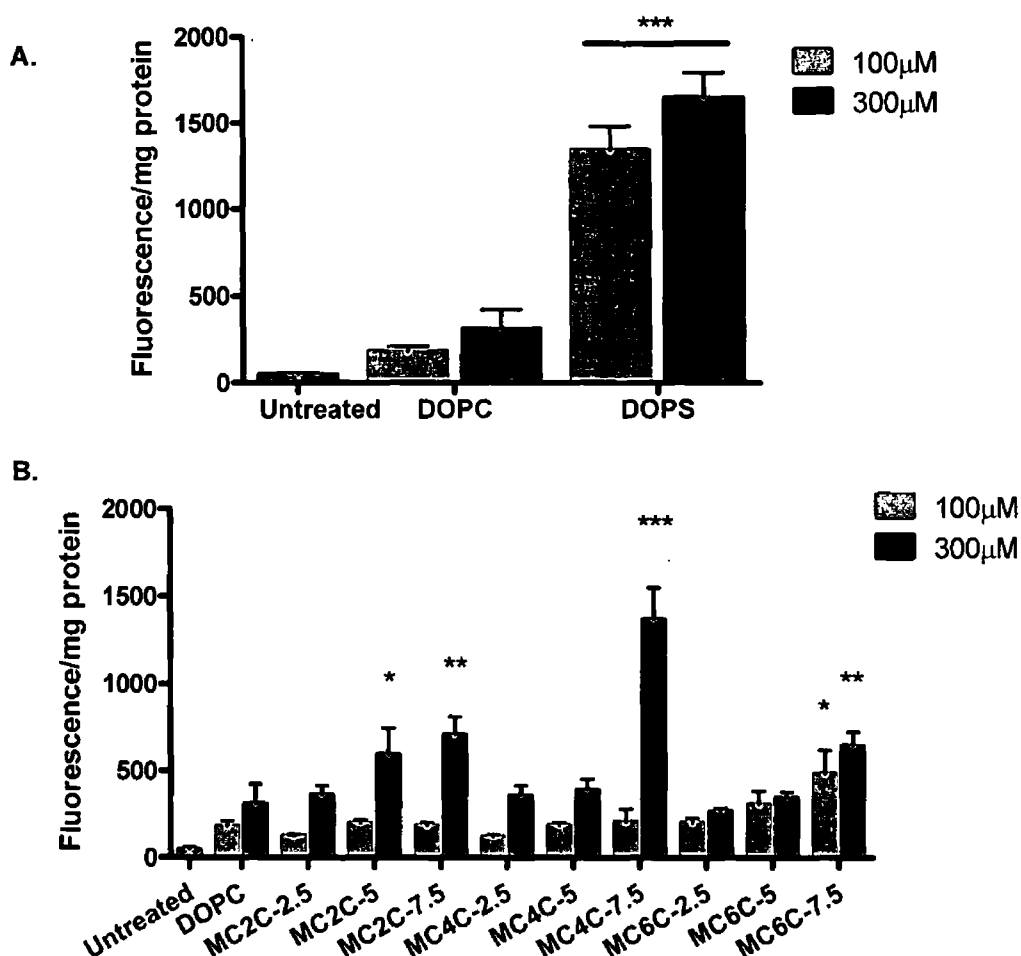 A.
***
2000
1500
1000
500
0
Fluorescence/mg protein
100μM
300μM
Untreated
DOPC
DOPS
B.
2000
1500
1000
500
0
Fluorescence/mg protein
100μM
300μM
*
**
***
*
**
Untreated
DOPC
MC2C-2.5
MC2C-5
MC2C-7.5
MC4C-2.5
MC4C-5
MC4C-7.5
MC6C-2.5
MC6C-5
MC6C-7.5